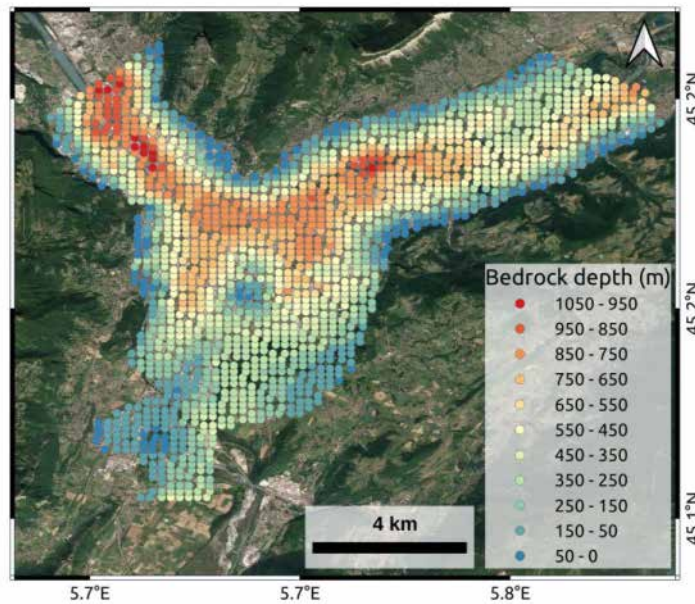 45.2°N
Bedrock depth (m)
1050 - 950
950 - 850
850 - 750
750 - 650
650 - 550
550 - 450
450 - 350
350 - 250
250 - 150
150 - 50
50 - 0
45.2°N
45.1°N
4 km
5.7°E
5.7°E
5.8°E